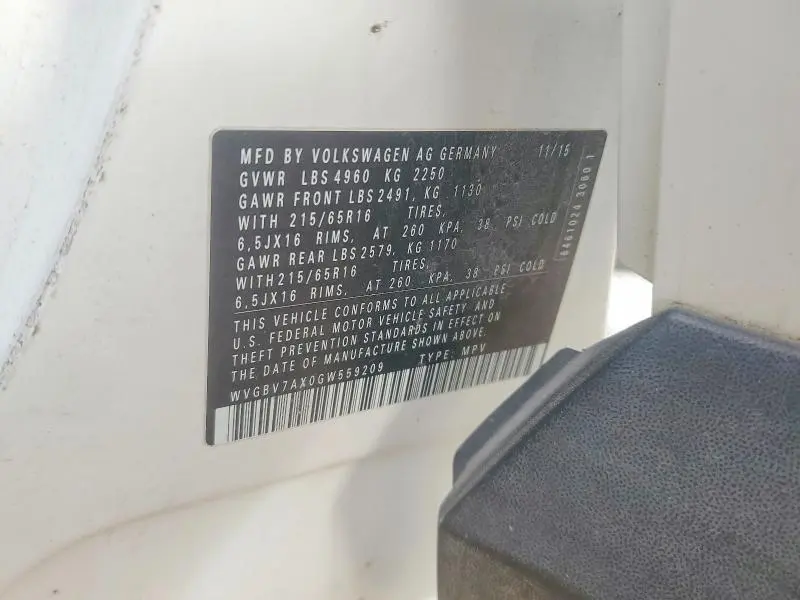 MFD BY VOLKSWAGEN AG GERMANY 11/15
GVWR LBS 4960 KG 2250
GAWR FRONT LBS 2491, KG 1130
WITH 215/65R16 TIRES,
6,5JX16 RIMS, AT 260 KPA, 38 PSI COLD
GAWR REAR LBS 2579, KG 1170
WITH 215/65R16 TIRES,
6,5JX16 RIMS, AT 260 KPA, 38 PSI COLD
THIS VEHICLE CONFORMS TO ALL APPLICABLE
U.S. FEDERAL MOTOR VEHICLE SAFETY AND
THEFT PREVENTION STANDARDS IN EFFECT ON
THE DATE OF MANUFACTURE SHOWN ABOVE.
WVGBV7AX0GW559209 TYPE: MPV